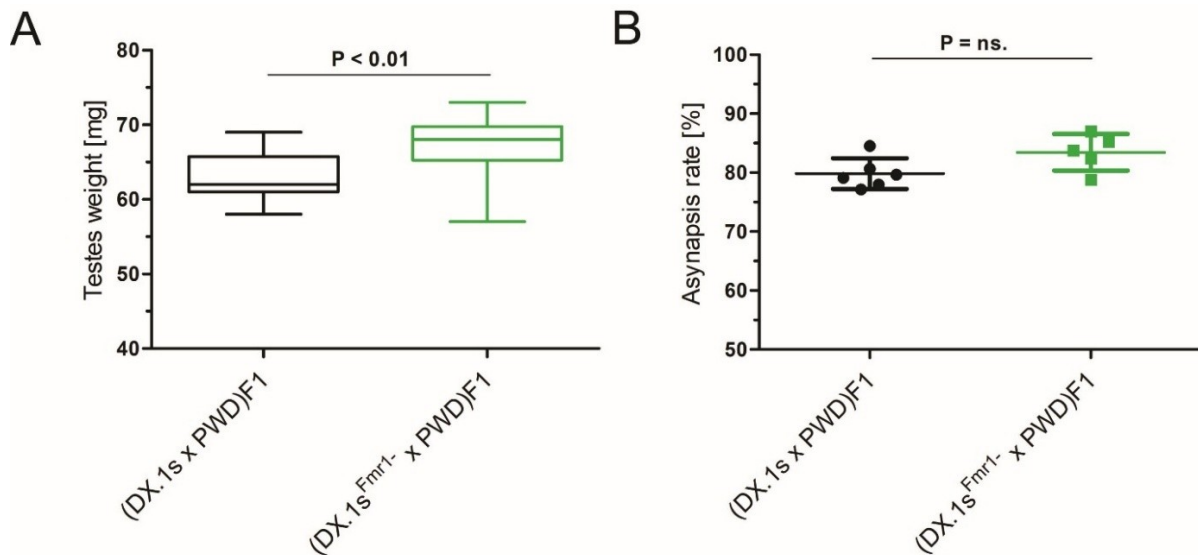 A
P < 0.01
Testes weight [mg]
80
70
60
50
40
(DX.1s x PWD)F1
(DX.1sFmr1- x PWD)F1
B
P = ns.
Asynapsis rate [%]
100
90
80
70
60
50
(DX.1s x PWD)F1
(DX.1sFmr1- x PWD)F1